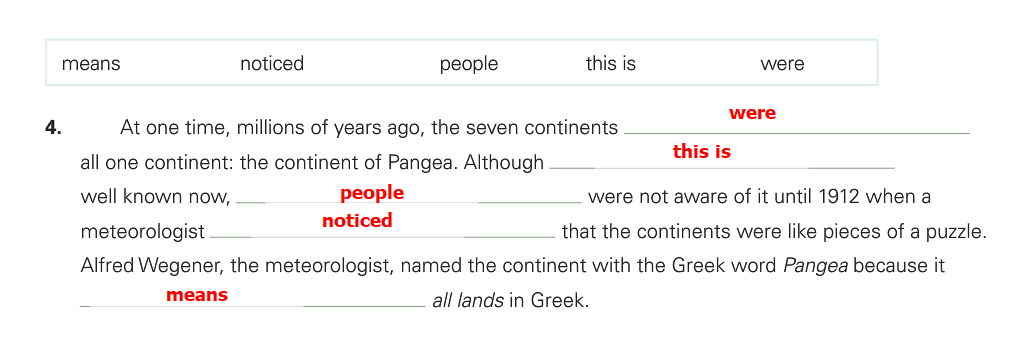 means noticed people this is were
4. At one time, millions of years ago, the seven continents were
all one continent: the continent of Pangea. Although this is
well known now, people were not aware of it until 1912 when a
meteorologist noticed that the continents were like pieces of a puzzle.
Alfred Wegener, the meteorologist, named the continent with the Greek word Pangea because it
means all lands in Greek.